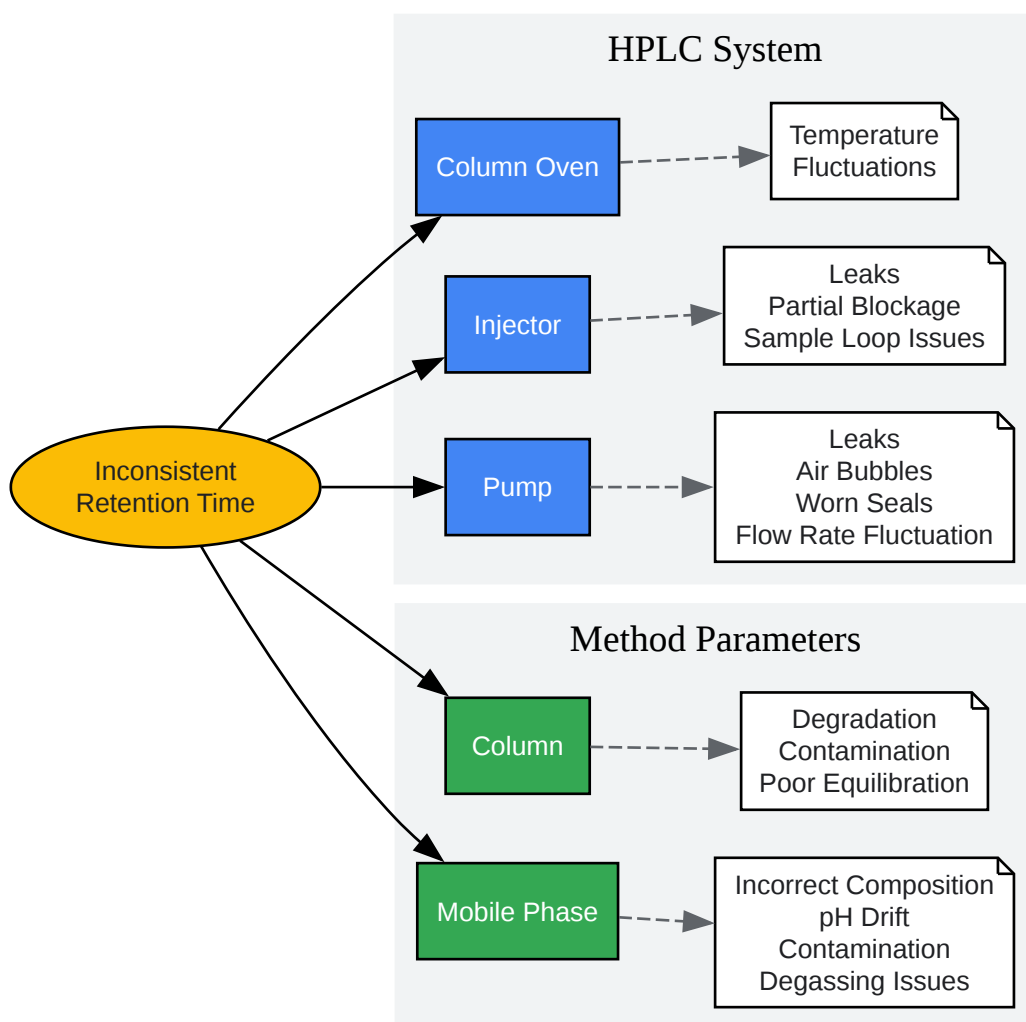 HPLC System
Column Oven
Temperature
Fluctuations
Injector
Leaks
Partial Blockage
Sample Loop Issues
Inconsistent
Retention Time
Pump
Leaks
Air Bubbles
Worn Seals
Flow Rate Fluctuation
Method Parameters
Column
Degradation
Contamination
Poor Equilibration
Mobile Phase
Incorrect Composition
pH Drift
Contamination
Degassing Issues